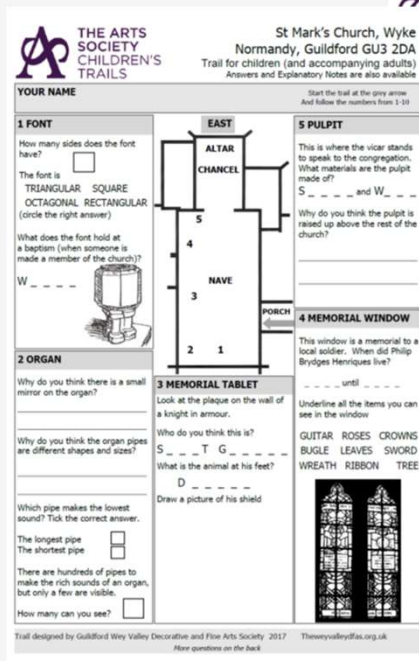 THE ARTS
SOCIETY
CHILDREN'S
TRAILS
St Mark's Church, Wyke
Normandy, Guildford GU3 2DA
Trail for children (and accompanying adults)
Answers and Explanatory Notes are also available
YOUR NAME
Start the trail at the grey arrow
And follow the numbers from 1-10
1 FONT
How many sides does the font
have?
The font is
TRIANGULAR SQUARE
OCTAGONAL RECTANGULAR
(circle the right answer)
What does the font hold at
a baptism (when someone is
made a member of the church)?
W _ _ _ _
2 ORGAN
Why do you think there is a small
mirror on the organ?
Why do you think the organ pipes
are different shapes and sizes?
Which pipe makes the lowest
sound? Tick the correct answer.
The longest pipe
The shortest pipe
There are hundreds of pipes to
make the rich sounds of an organ,
but only a few are visible.
How many can you see?
EAST
ALTAR
CHANCEL
5
4
NAVE
3
PORCH
2 1
3 MEMORIAL TABLET
Look at the plaque on the wall of
a knight in armour.
Who do you think this is?
S _ _ _ T G _ _ _ _ _
What is the animal at his feet?
D _ _ _ _ _
Draw a picture of his shield
5 PULPIT
This is where the vicar stands
to speak to the congregation.
What materials are the pulpit
made of?
S _ _ _ _ and W _ _ _
Why do you think the pulpit is
raised up above the rest of the
church?
4 MEMORIAL WINDOW
This window is a memorial to a
local soldier. When did Philip
Brydges Henriques live?
_ _ _ _ until _ _ _ _
Underline all the items you can
see in the window
GUITAR ROSES CROWNS
BUGLE LEAVES SWORD
WREATH RIBBON TREE
Trail designed by Guildford Wey Valley Decorative and Fine Arts Society 2017 Theweyvalleydfas.org.uk
More questions on the back